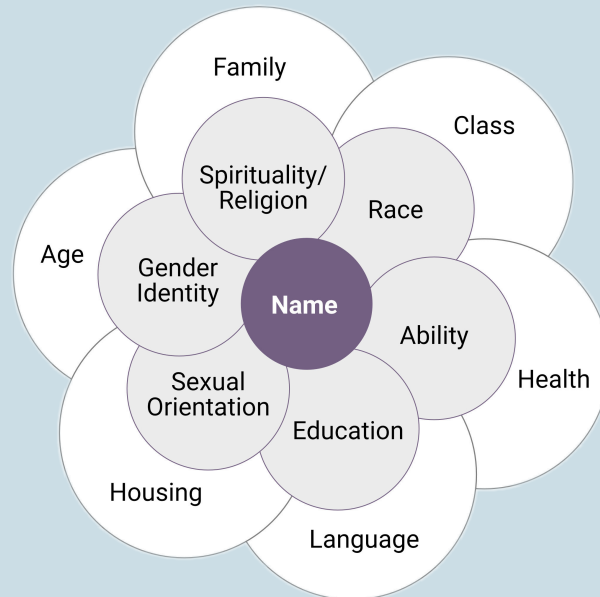 Family
Class
Spirituality/
Religion
Race
Age
Gender
Identity
Name
Ability
Health
Sexual
Orientation
Education
Housing
Language